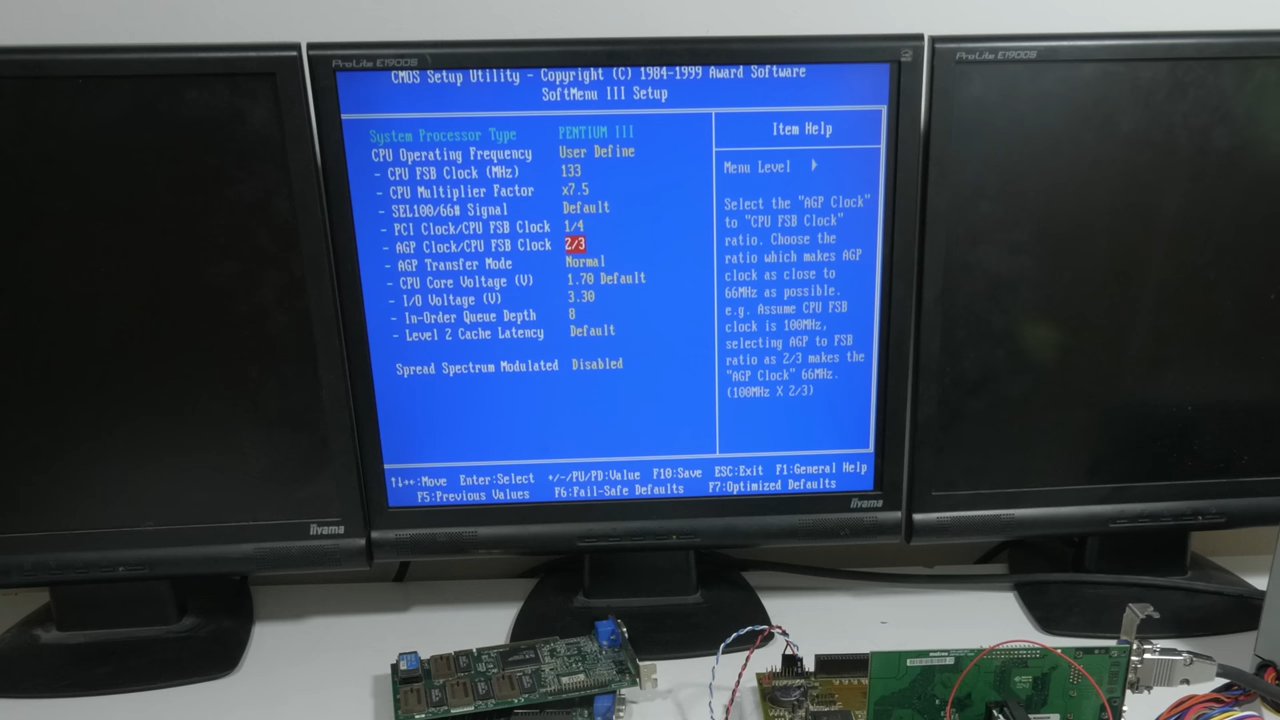 ProLite E1900S
ProLite E1900S
CMOS Setup Utility - Copyright (C) 1984-1999 Award Software
SoftMenu III Setup
System Processor Type PENTIUM III
CPU Operating Frequency User Define
- CPU FSB Clock (MHz) 133
- CPU Multiplier Factor x7.5
- SEL100/66# Signal Default
- PCI Clock/CPU FSB Clock 1/4
- AGP Clock/CPU FSB Clock 2/3
- AGP Transfer Mode Normal
- CPU Core Voltage (V) 1.70 Default
- I/O Voltage (V) 3.30
- In-Order Queue Depth 8
- Level 2 Cache Latency Default
Spread Spectrum Modulated Disabled
Item Help
Menu Level
Select the "AGP Clock"
to "CPU FSB Clock"
ratio. Choose the
ratio which makes AGP
clock as close to
66MHz as possible.
e.g. Assume CPU FSB
clock is 100MHz,
selecting AGP to FSB
ratio as 2/3 makes the
"AGP Clock" 66MHz.
(100MHz X 2/3)
↑↓→←:Move Enter:Select +/-/PU/PD:Value F10:Save ESC:Exit F1:General Help
F5:Previous Values F6:Fail-Safe Defaults F7:Optimized Defaults
iiyama
iiyama